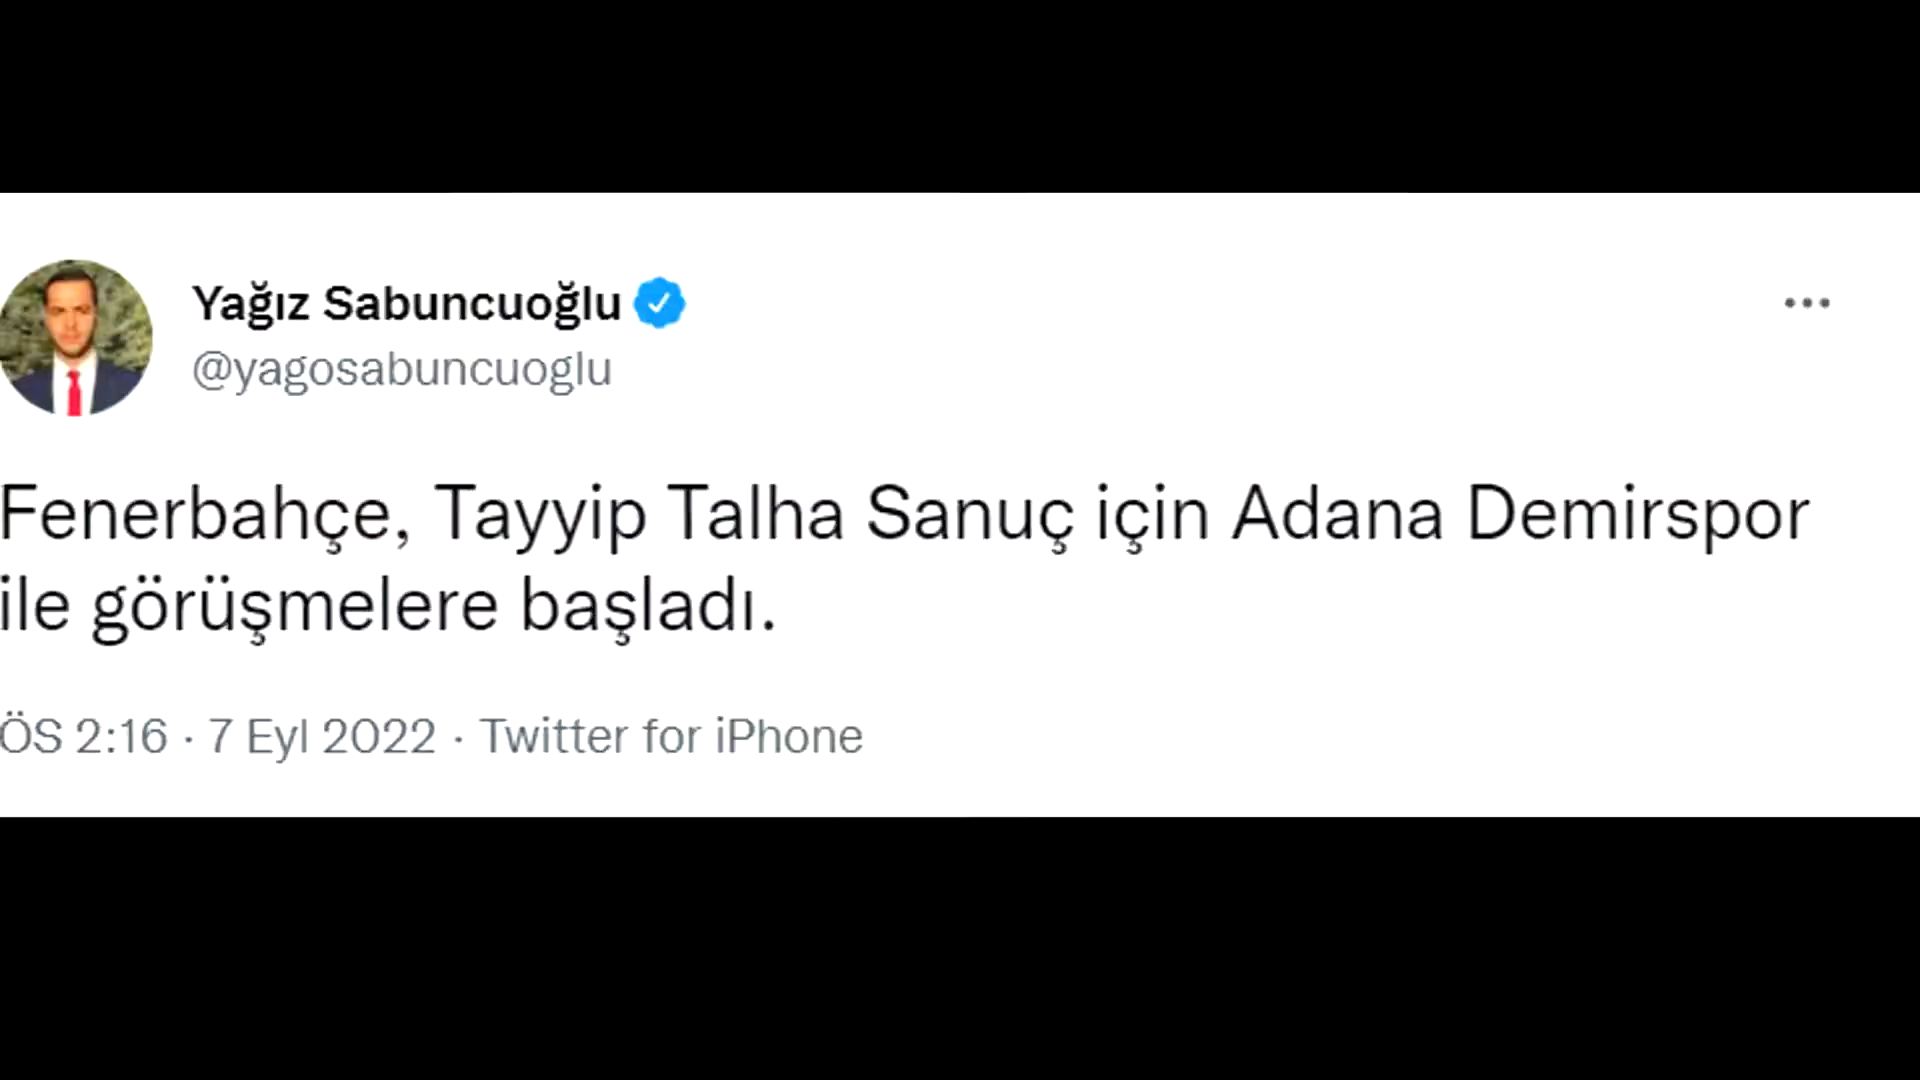 Yağız Sabuncuoğlu
@yagosabuncuoglu
Fenerbahçe, Tayyip Talha Sanuç için Adana Demirspor
ile görüşmelere başladı.
ÖS 2:16 · 7 Eyl 2022 · Twitter for iPhone